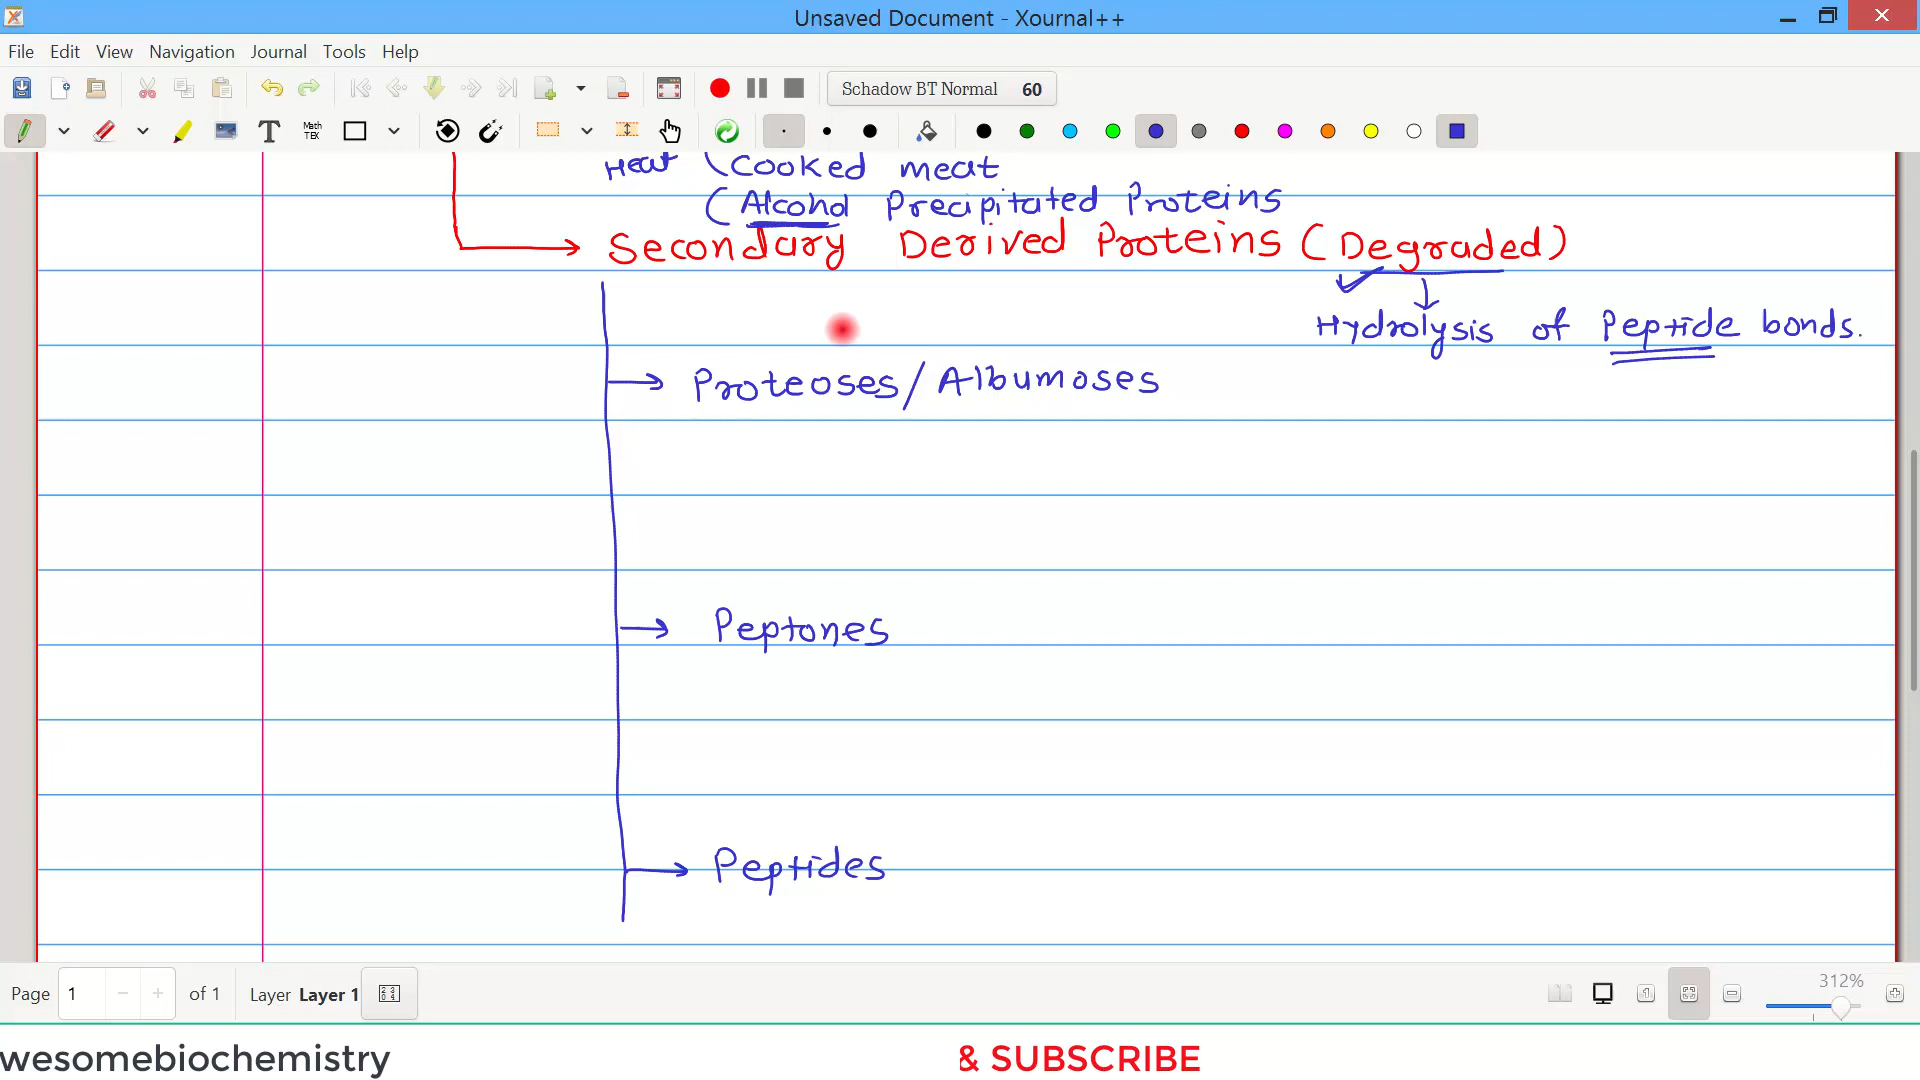 Unsaved Document - Xournal++
File Edit View Navigation Journal Tools Help
Schadow BT Normal 60
Math TEX
Heat (Cooked meat
(Alcohol Precipitated Proteins
Secondary Derived Proteins (Degraded)
Hydrolysis of Peptide bonds.
Proteoses/Albumoses
Peptones
Peptides
Page 1 of 1 Layer Layer 1
312%
wesomebiochemistry & SUBSCRIBE